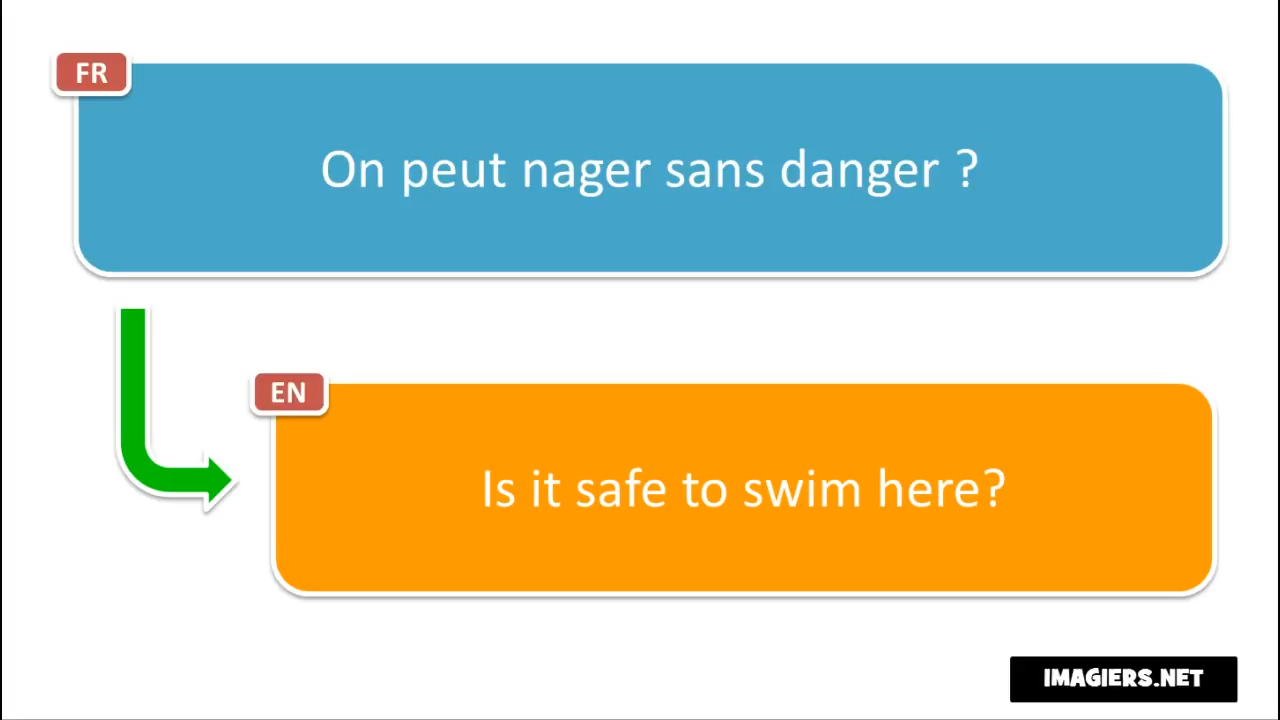 FR
On peut nager sans danger ?
EN
Is it safe to swim here?
IMAGIERS.NET